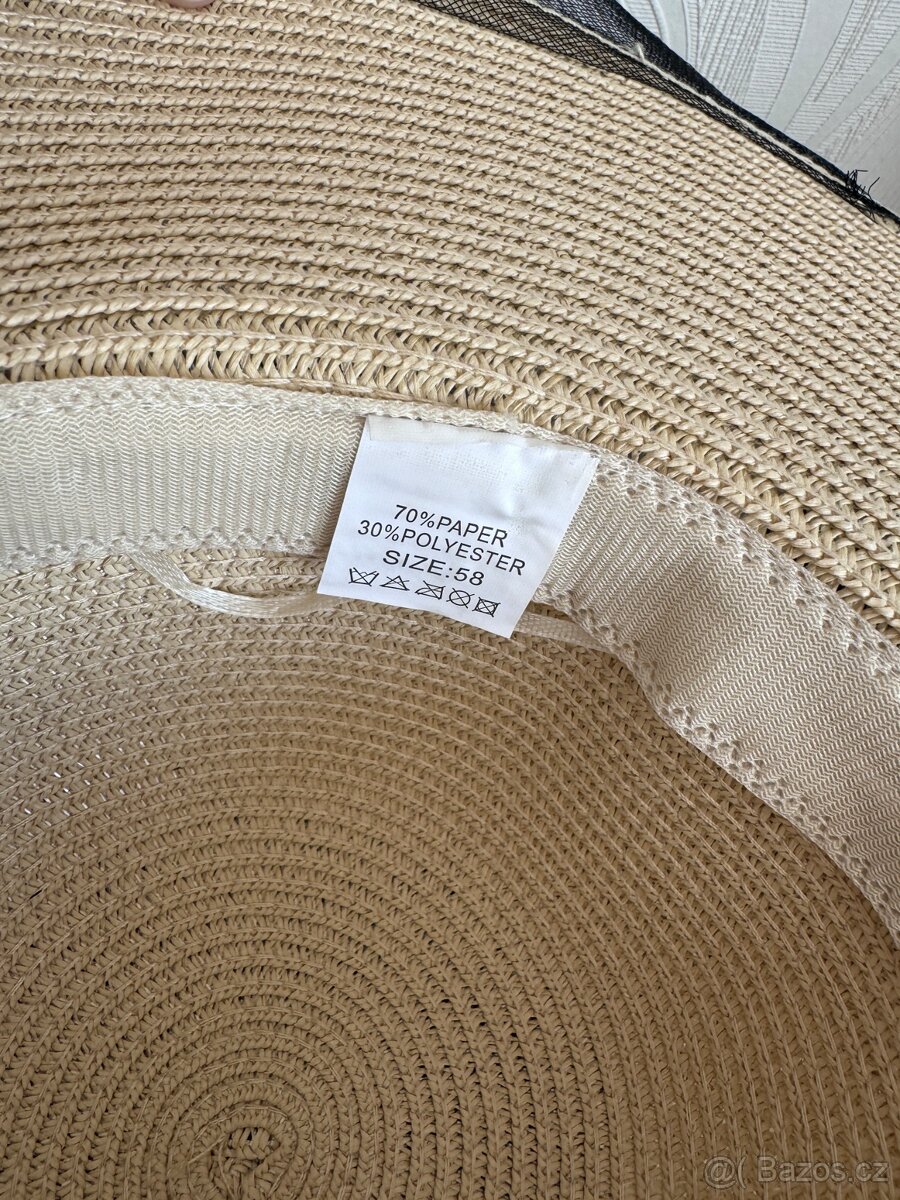 70%PAPER
30%POLYESTER
SIZE:58
@( Bazos.cz